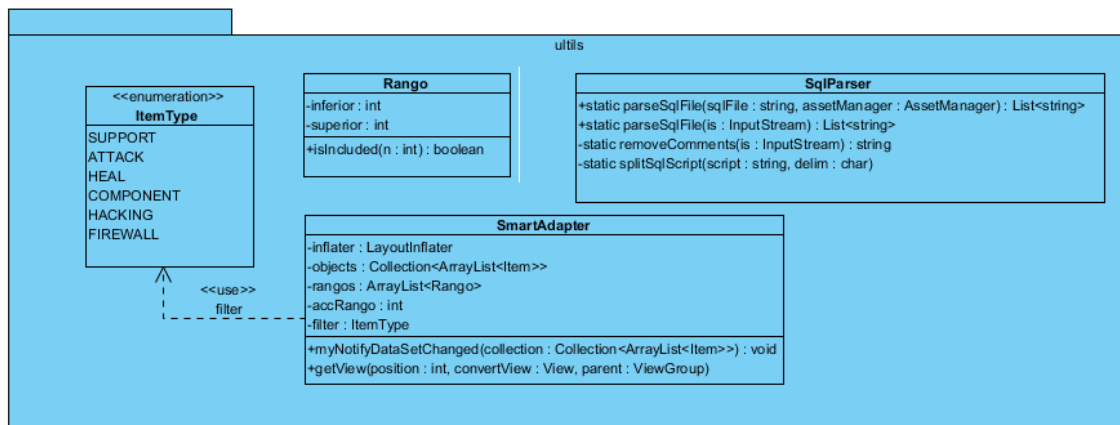 ultils
<<enumeration>>
ItemType
SUPPORT
ATTACK
HEAL
COMPONENT
HACKING
FIREWALL
Rango
-inferior : int
-superior : int
+isIncluded(n : int) : boolean
SqlParser
+static parseSqlFile(sqlFile : string, assetManager : AssetManager) : List<string>
+static parseSqlFile(is : InputStream) : List<string>
-static removeComments(is : InputStream) : string
-static splitSqlScript(script : string, delim : char)
<<use>>
filter
SmartAdapter
-inflater : LayoutInflater
-objects : Collection<ArrayList<Item>>
-rangos : ArrayList<Rango>
-accRango : int
-filter : ItemType
+myNotifyDataSetChanged(collection : Collection<ArrayList<Item>>) : void
+getView(position : int, convertView : View, parent : ViewGroup)